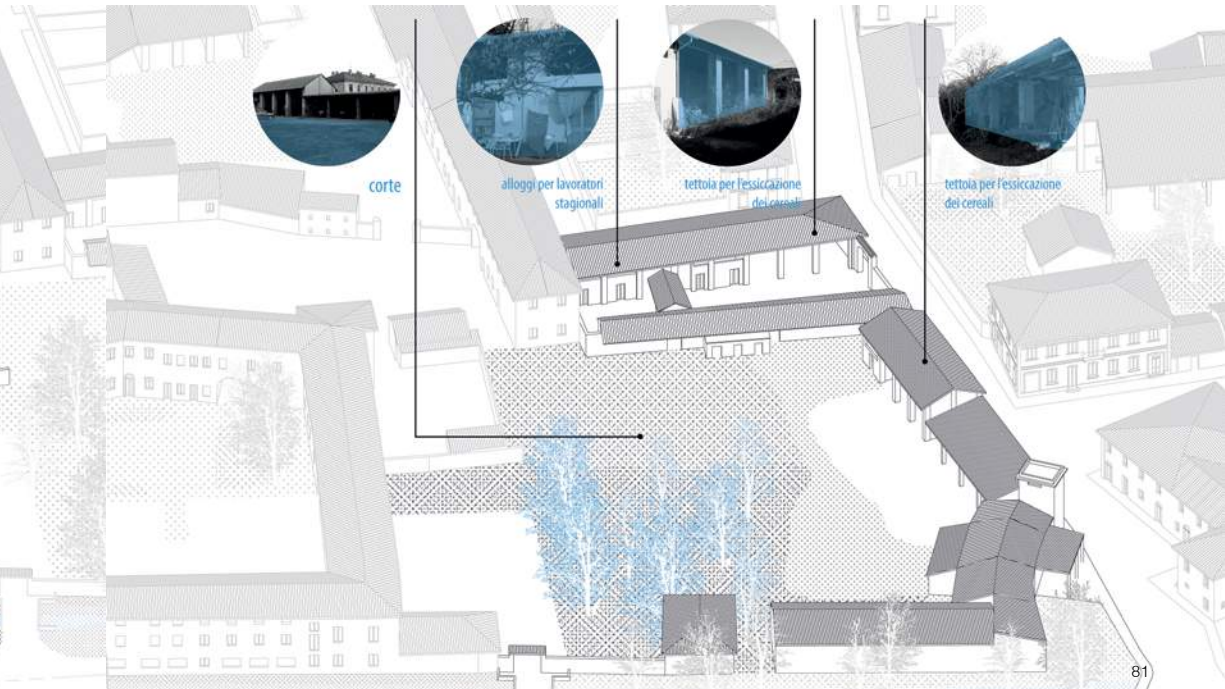 corte
alloggi per lavoratori
stagionali
tettoia per l'essiccazione
dei cereali
tettoia per l'essiccazione
dei cereali
81